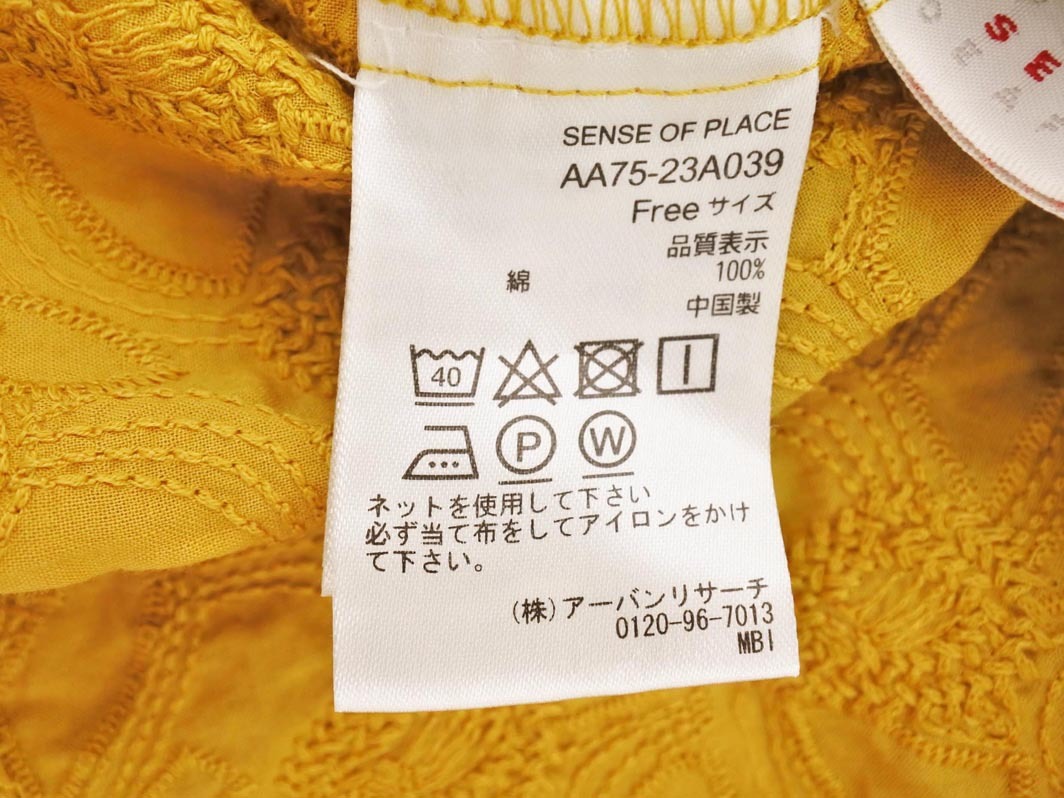 SENSE OF PLACE
AA75-23A039
Free サイズ
品質表示
綿 100%
中国製
40
P W
ネットを使用して下さい
必ず当て布をしてアイロンをかけ
て下さい。
(株)アーバンリサーチ
0120-96-7013
MBI
SE